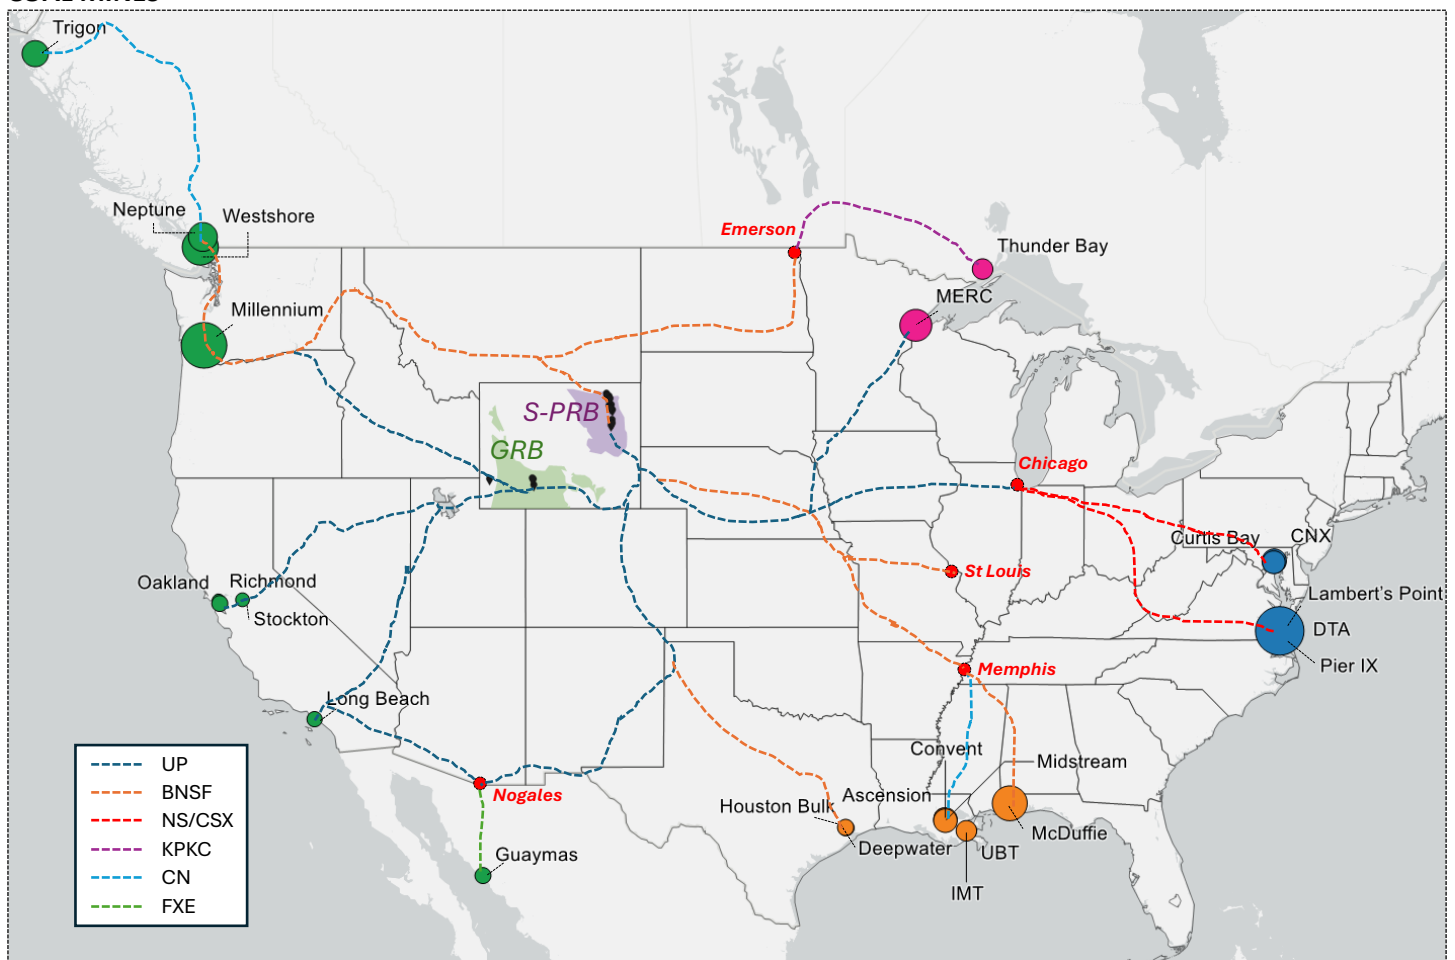 Trigon
Neptune
Westshore
Emerson
Thunder Bay
MERC
Millennium
S-PRB
GRB
Chicago
Curtis Bay
CNX
St Louis
Oakland
Richmond
Stockton
Lambert's Point
DTA
Pier IX
Memphis
Long Beach
Convent
Midstream
UP
BNSF
NS/CSX
KPKC
CN
FXE
Nogales
Ascension
Houston Bulk
McDuffie
Deepwater
UBT
Guaymas
IMT